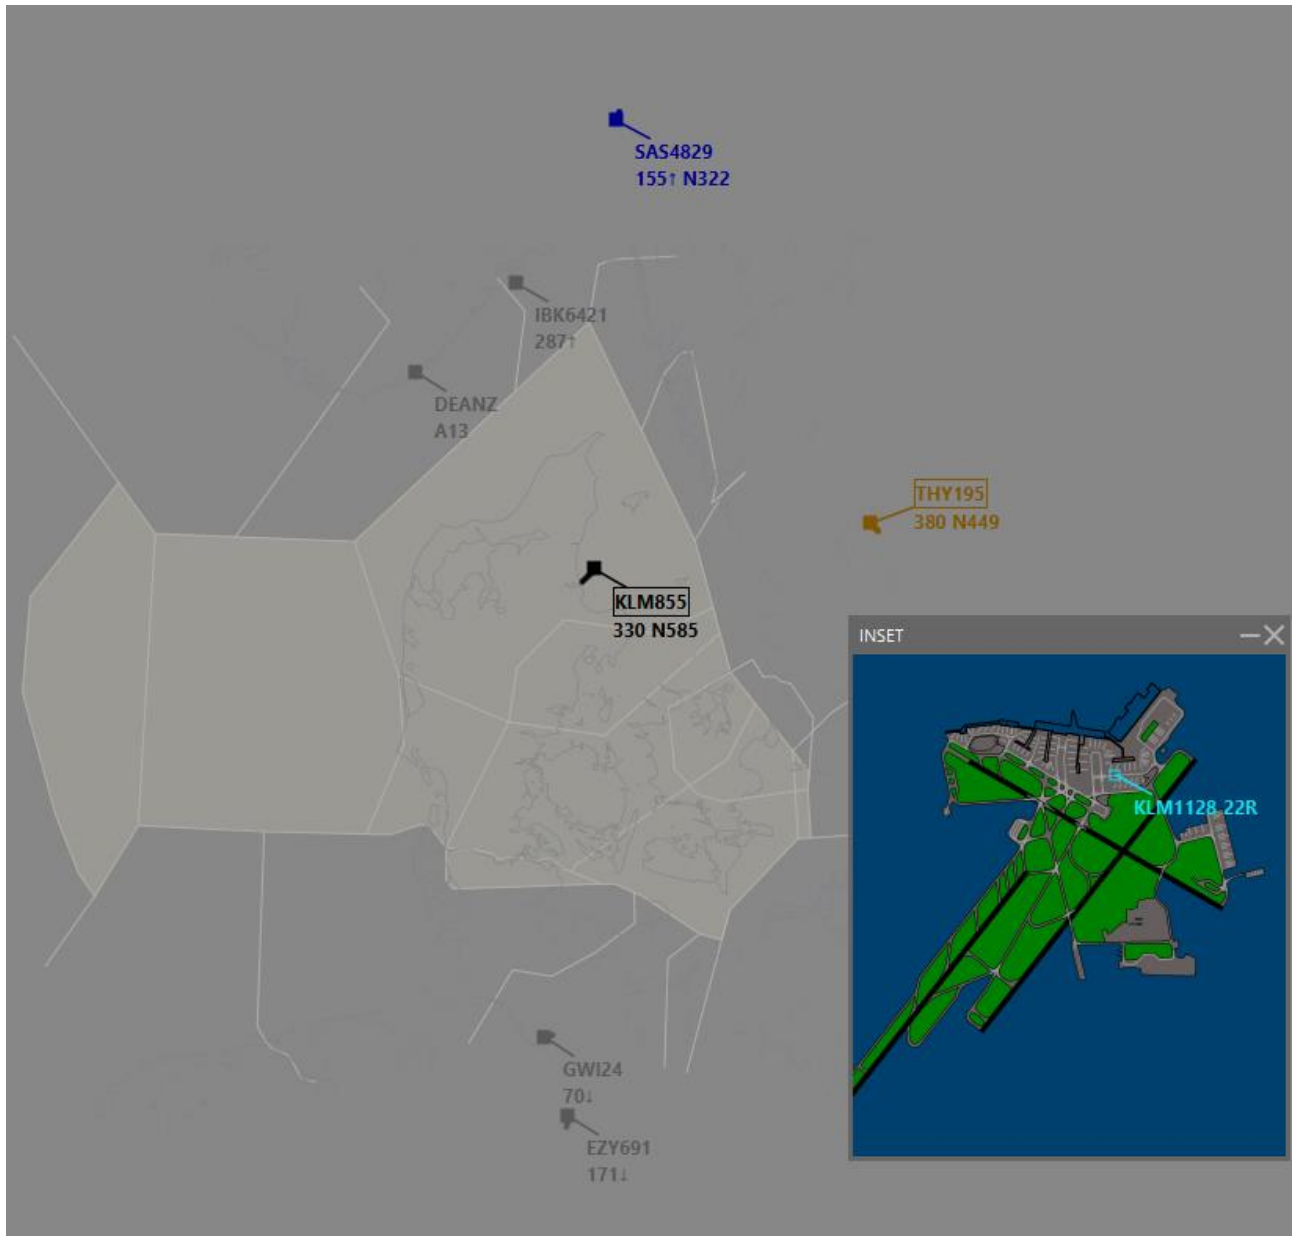 SAS4829
155↑ N322
IBK6421
287↑
DEANZ
A13
THY195
380 N449
KLM855
330 N585
INSET
KLM1128 22R
GWI24
70↓
EZY691
171↓